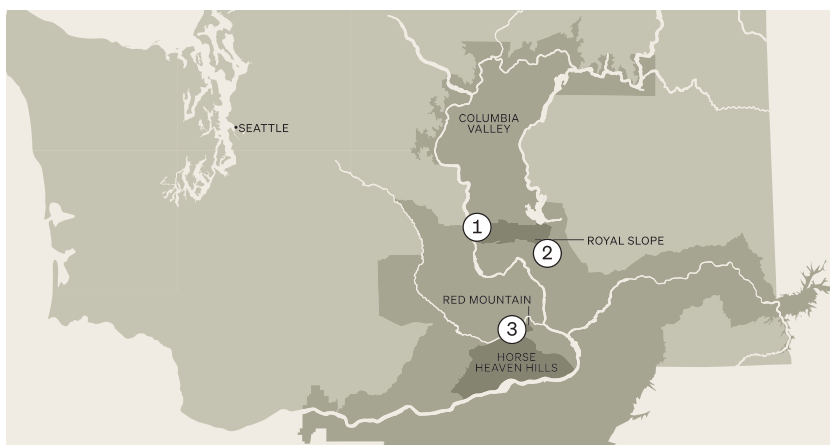 COLUMBIA
VALLEY
•SEATTLE
1
ROYAL SLOPE
2
RED MOUNTAIN
3
HORSE
HEAVEN HILLS